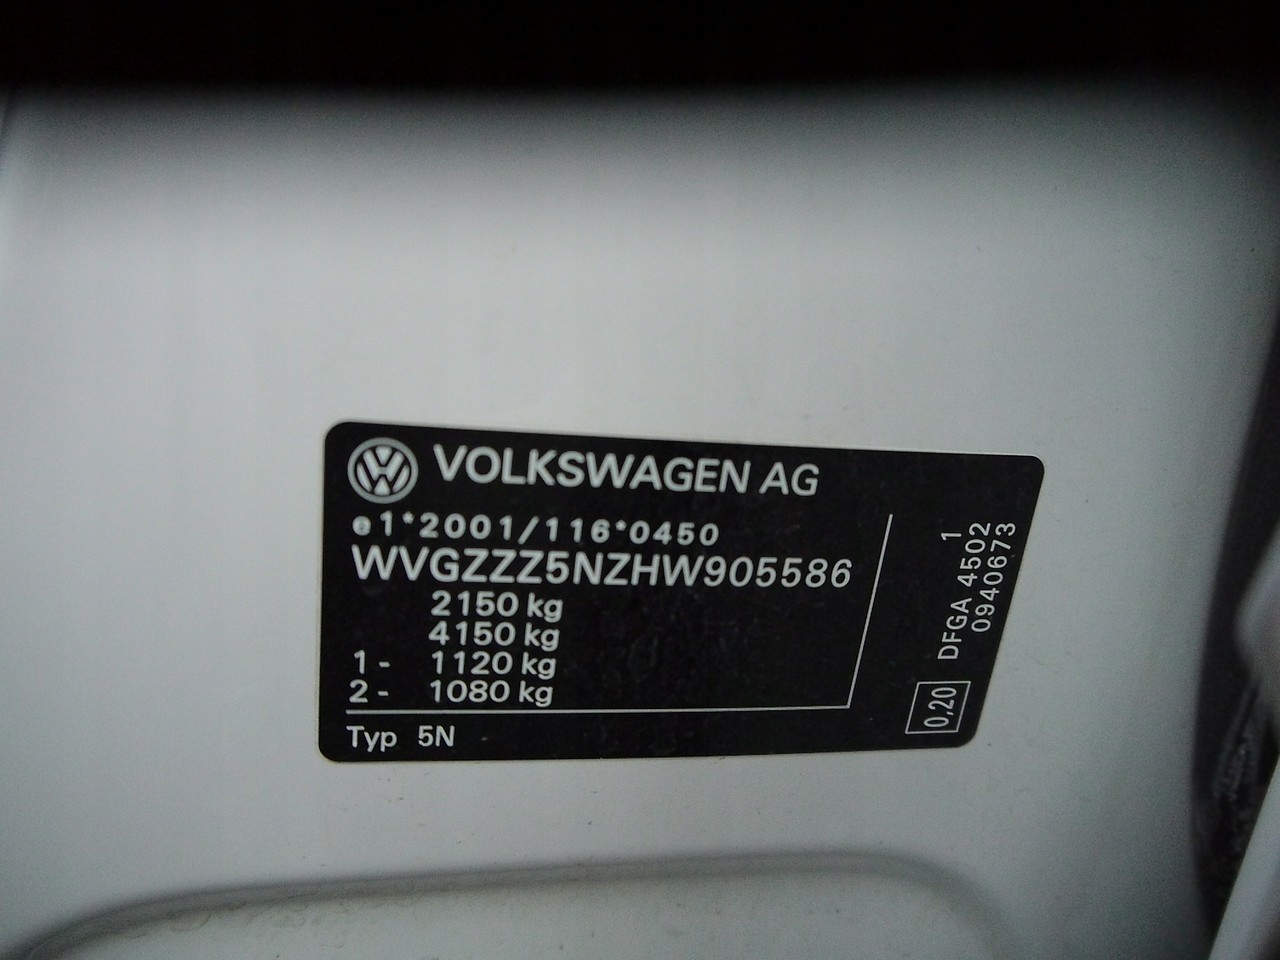 VOLKSWAGEN AG
e1*2001/116*0450
WVGZZZ5NZHW905586
2150 kg
4150 kg
1 - 1120 kg
2 - 1080 kg
Typ 5N
1
DFGA 4502
0940673
0,20